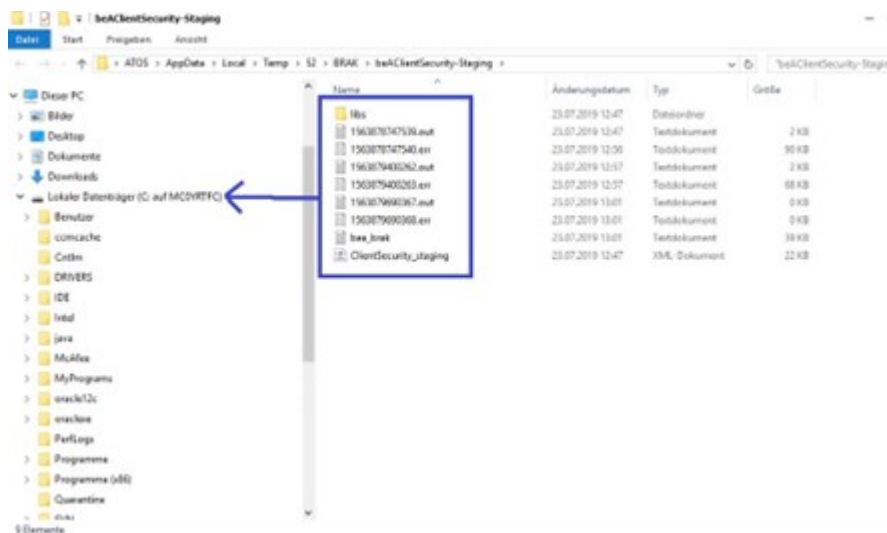 beAClientSecurity-Staging
Datei Start Freigeben Ansicht
ATOS > AppData > Local > Temp > S2 > BRAK > beAClientSecurity-Staging >
"beAClientSecurity-Stagin
Name Änderungsdatum Typ Größe
Dieser PC
Bilder
Desktop
Dokumente
Downloads
Lokaler Datenträger (C: auf
Benutzer
comcache
Cntlm
DRIVERS
IDE
Intel
java
McAfee
MyPrograms
oracle12c
PerfLogs
Programme
Programme (x86)
Quarantine
libs 23.07.2019 12:47 Dateiordner
1563878747539.out 23.07.2019 12:47 Textdokument 2 KB
1563878747540.err 23.07.2019 12:56 Textdokument 90 KB
1563879400262.out 23.07.2019 12:57 Textdokument 2 KB
1563879400263.err 23.07.2019 12:57 Textdokument 68 KB
1563879690367.out 23.07.2019 13:01 Textdokument 0 KB
1563879690368.err 23.07.2019 13:01 Textdokument 0 KB
bea_brak 23.07.2019 13:01 Textdokument 39 KB
ClientSecurity_staging 23.07.2019 12:47 XML-Dokument 22 KB
9 Elemente